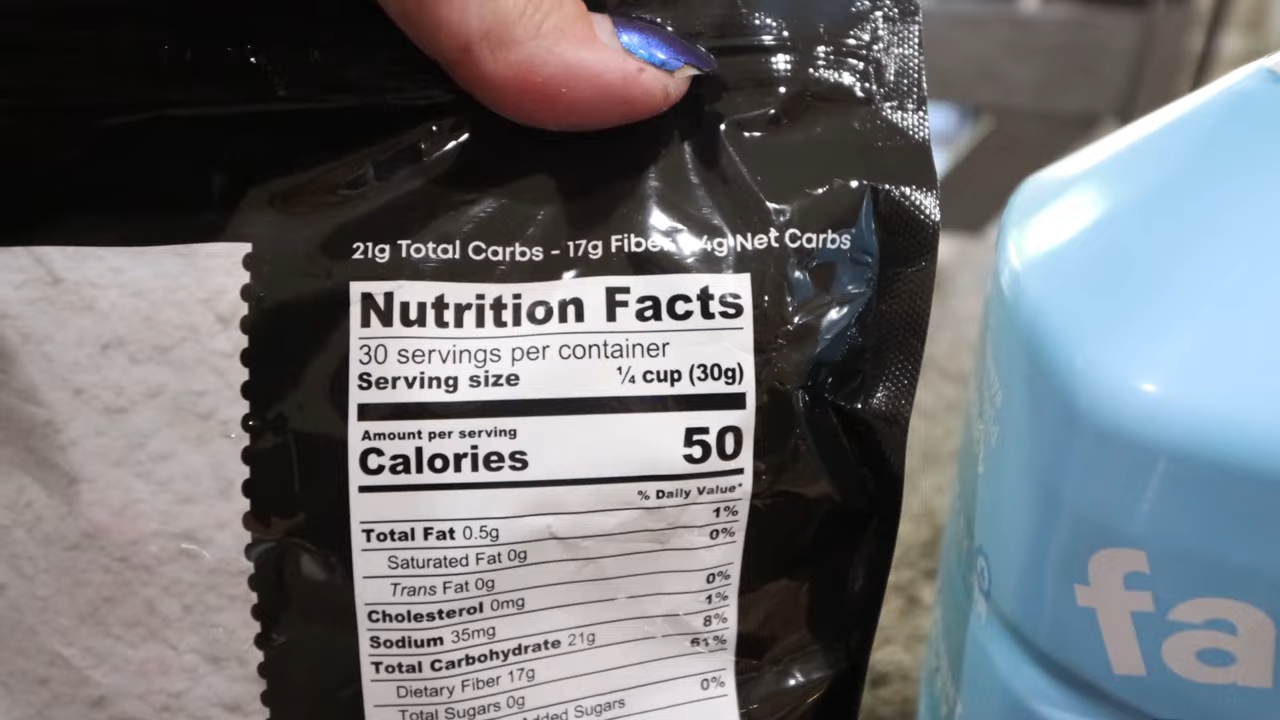 21g Total Carbs - 17g Fiber 4g Net Carbs
Nutrition Facts
30 servings per container
Serving size ¼ cup (30g)
Amount per serving
Calories 50
% Daily Value*
Total Fat 0.5g 1%
Saturated Fat 0g 0%
Trans Fat 0g
Cholesterol 0mg 0%
Sodium 35mg 1%
Total Carbohydrate 21g 8%
Dietary Fiber 17g 61%
Total Sugars 0g
Added Sugars 0%
fa